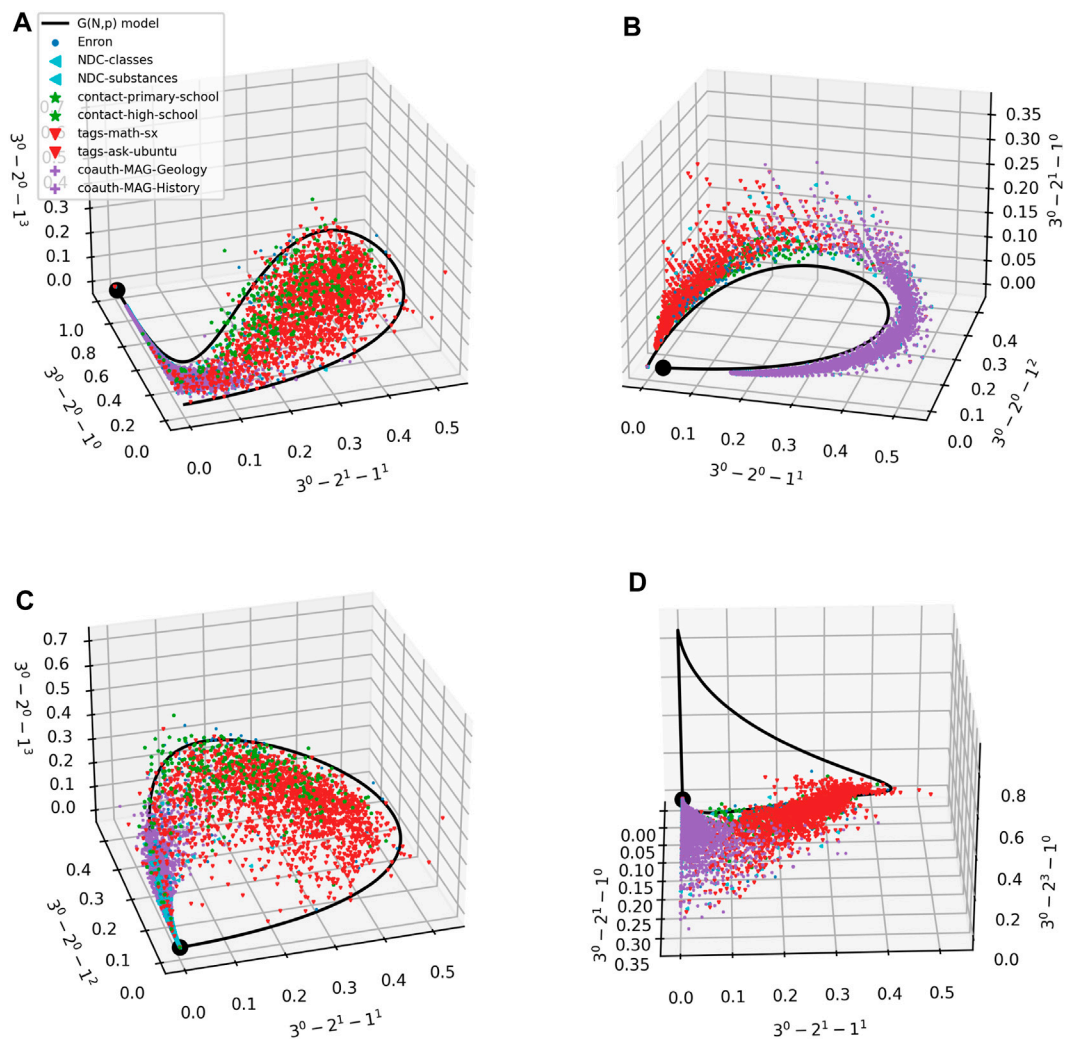 A
G(N,p) model
Enron
NDC-classes
NDC-substances
contact-primary-school
contact-high-school
tags-math-sx
tags-ask-ubuntu
coauth-MAG-Geology
coauth-MAG-History
3⁰ − 2⁰ − 1³
0.3
0.2
0.1
0.0
1.0
0.8
0.6
0.4
0.2
0.0
3⁰ − 2⁰ − 1⁰
0.0
0.1
0.2
0.3
0.4
0.5
3⁰ − 2¹ − 1¹
B
0.35
0.30
0.25
0.20
0.15
0.10
0.05
0.00
3⁰ − 2¹ − 1⁰
0.4
0.3
0.2
0.1
0.0
3⁰ − 2⁰ − 1²
0.0
0.1
0.2
0.3
0.4
0.5
3⁰ − 2⁰ − 1¹
C
0.7
0.6
0.5
0.4
0.3
0.2
0.1
0.0
3⁰ − 2⁰ − 1³
0.4
0.3
0.2
0.1
0.0
3⁰ − 2⁰ − 1²
0.0
0.1
0.2
0.3
0.4
0.5
3⁰ − 2¹ − 1¹
D
0.00
0.05
0.10
0.15
0.20
0.25
0.30
0.35
3⁰ − 2¹ − 1⁰
0.8
0.6
0.4
0.2
0.0
3⁰ − 2³ − 1⁰
0.0
0.1
0.2
0.3
0.4
0.5
3⁰ − 2¹ − 1¹